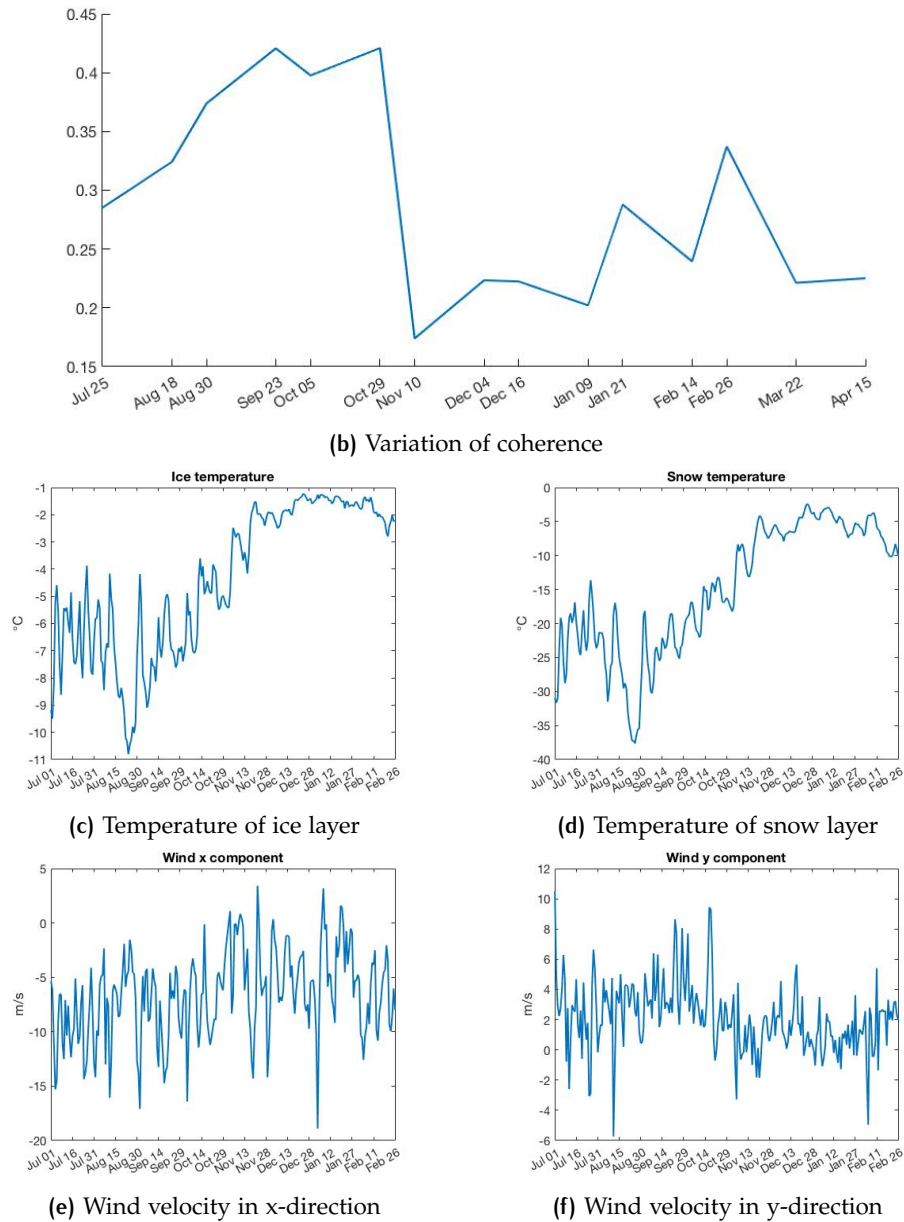 0.45
0.4
0.35
0.3
0.25
0.2
0.15
Jul 25 Aug 18 Aug 30 Sep 23 Oct 05 Oct 29 Nov 10 Dec 04 Dec 16 Jan 09 Jan 21 Feb 14 Feb 26 Mar 22 Apr 15
(b) Variation of coherence
Ice temperature
-1
-2
-3
-4
-5
-6
-7
-8
-9
-10
-11
°C
Jul 01 Jul 16 Jul 31 Aug 15 Aug 30 Sep 14 Sep 29 Oct 14 Oct 29 Nov 13 Nov 28 Dec 13 Dec 28 Jan 12 Jan 27 Feb 11 Feb 26
(c) Temperature of ice layer
Snow temperature
0
-5
-10
-15
-20
-25
-30
-35
-40
°C
Jul 01 Jul 16 Jul 31 Aug 15 Aug 30 Sep 14 Sep 29 Oct 14 Oct 29 Nov 13 Nov 28 Dec 13 Dec 28 Jan 12 Jan 27 Feb 11 Feb 26
(d) Temperature of snow layer
Wind x component
5
0
-5
-10
-15
-20
m/s
Jul 01 Jul 16 Jul 31 Aug 15 Aug 30 Sep 14 Sep 29 Oct 14 Oct 29 Nov 13 Nov 28 Dec 13 Dec 28 Jan 12 Jan 27 Feb 11 Feb 26
(e) Wind velocity in x-direction
Wind y component
12
10
8
6
4
2
0
-2
-4
-6
m/s
Jul 01 Jul 16 Jul 31 Aug 15 Aug 30 Sep 14 Sep 29 Oct 14 Oct 29 Nov 13 Nov 28 Dec 13 Dec 28 Jan 12 Jan 27 Feb 11 Feb 26
(f) Wind velocity in y-direction